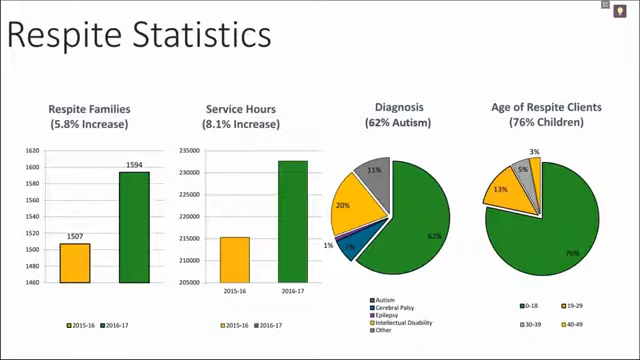 Respite Statistics
Respite Families
(5.8% Increase)
1620
1600
1580
1560
1540
1520
1500
1480
1460
1507
1594
2015-16
2016-17
Service Hours
(8.1% Increase)
235000
230000
225000
220000
215000
210000
205000
2015-16
2016-17
2015-16
2016-17
Diagnosis
(62% Autism)
11%
20%
1%
7%
62%
Autism
Cerebral Palsy
Epilepsy
Intellectual Disability
Other
Age of Respite Clients
(76% Children)
3%
5%
13%
76%
0-18
19-29
30-39
40-49